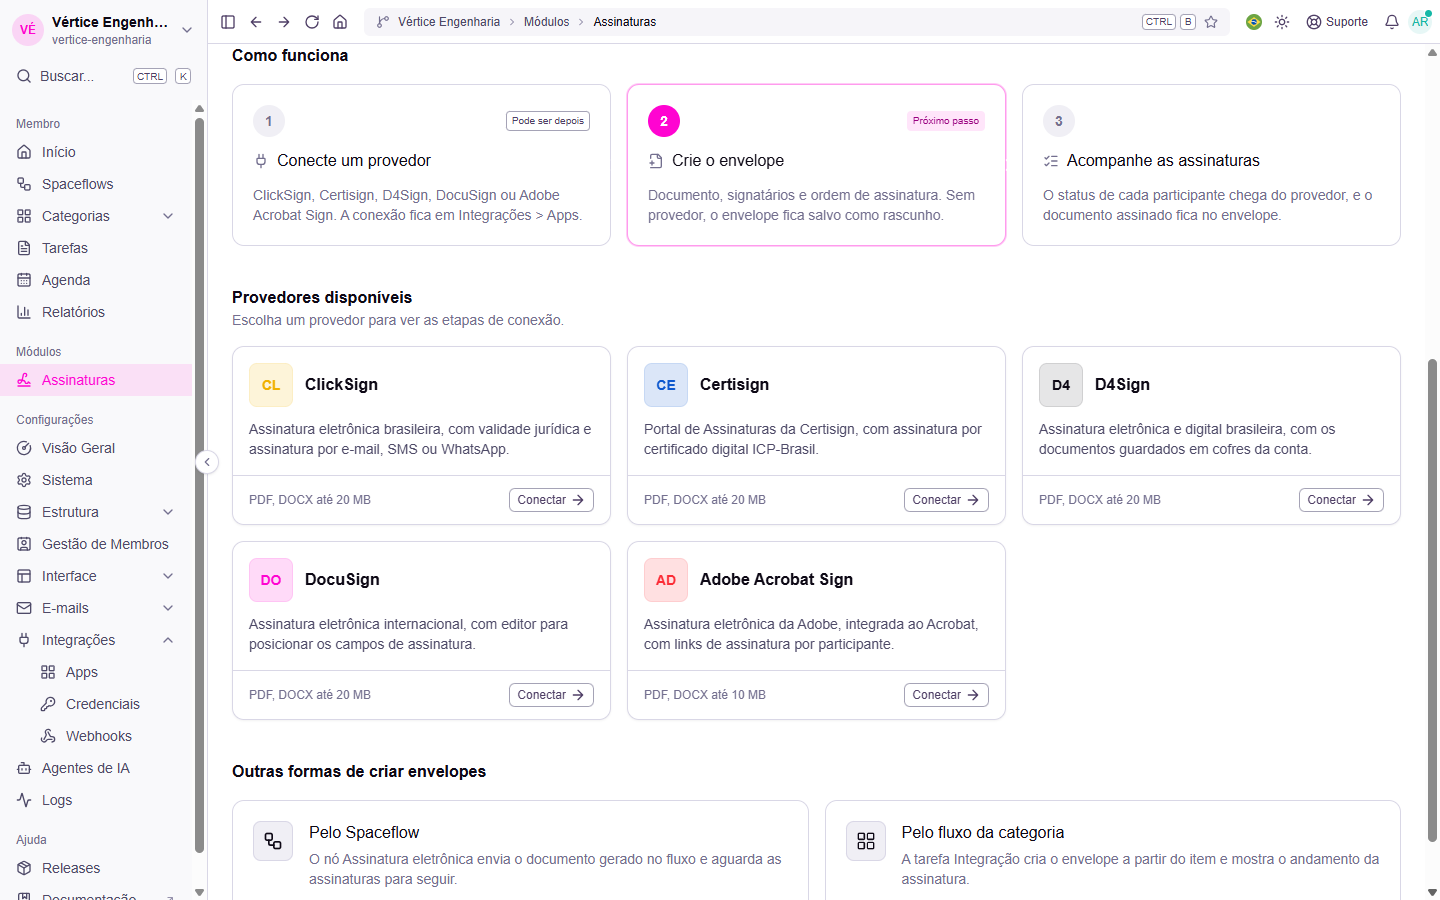 VÉ
Vértice Engenh...
vertice-engenharia
Buscar...
CTRL K
Membro
Início
Spaceflows
Categorias
Tarefas
Agenda
Relatórios
Módulos
Assinaturas
Configurações
Visão Geral
Sistema
Estrutura
Gestão de Membros
Interface
E-mails
Integrações
Apps
Credenciais
Webhooks
Agentes de IA
Logs
Ajuda
Releases
Documentação
Vértice Engenharia > Módulos > Assinaturas
CTRL B
Suporte
AR
Como funciona
1
Pode ser depois
Conecte um provedor
ClickSign, Certisign, D4Sign, DocuSign ou Adobe
Acrobat Sign. A conexão fica em Integrações > Apps.
2
Próximo passo
Crie o envelope
Documento, signatários e ordem de assinatura. Sem
provedor, o envelope fica salvo como rascunho.
3
Acompanhe as assinaturas
O status de cada participante chega do provedor, e o
documento assinado fica no envelope.
Provedores disponíveis
Escolha um provedor para ver as etapas de conexão.
CL
ClickSign
Assinatura eletrônica brasileira, com validade jurídica e
assinatura por e-mail, SMS ou WhatsApp.
PDF, DOCX até 20 MB
Conectar
CE
Certisign
Portal de Assinaturas da Certisign, com assinatura por
certificado digital ICP-Brasil.
PDF, DOCX até 20 MB
Conectar
D4
D4Sign
Assinatura eletrônica e digital brasileira, com os
documentos guardados em cofres da conta.
PDF, DOCX até 20 MB
Conectar
DO
DocuSign
Assinatura eletrônica internacional, com editor para
posicionar os campos de assinatura.
PDF, DOCX até 20 MB
Conectar
AD
Adobe Acrobat Sign
Assinatura eletrônica da Adobe, integrada ao Acrobat,
com links de assinatura por participante.
PDF, DOCX até 10 MB
Conectar
Outras formas de criar envelopes
Pelo Spaceflow
O nó Assinatura eletrônica envia o documento gerado no fluxo e aguarda as
assinaturas para seguir.
Pelo fluxo da categoria
A tarefa Integração cria o envelope a partir do item e mostra o andamento da
assinatura.